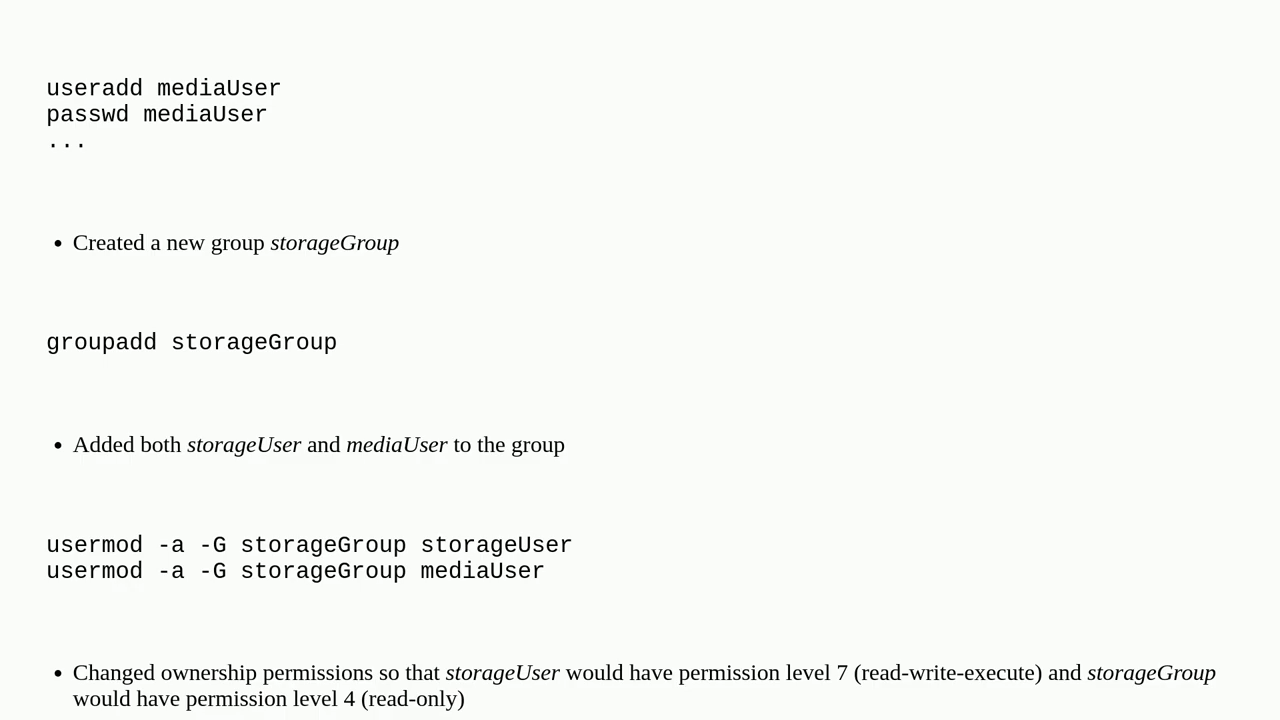 useradd mediaUser
passwd mediaUser
...
• Created a new group storageGroup
groupadd storageGroup
• Added both storageUser and mediaUser to the group
usermod -a -G storageGroup storageUser
usermod -a -G storageGroup mediaUser
• Changed ownership permissions so that storageUser would have permission level 7 (read-write-execute) and storageGroup
would have permission level 4 (read-only)